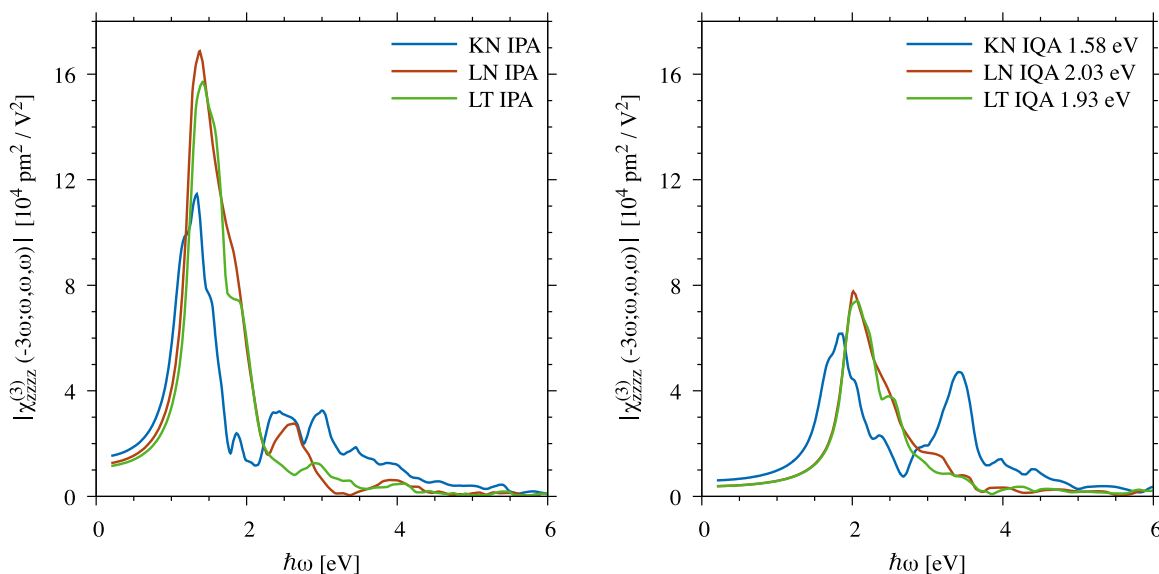 |χ(3)zzzz (-3ω;ω,ω,ω)| [10⁴ pm² / V²]
16
12
8
4
0
KN IPA
LN IPA
LT IPA
0 2 4 6
ħω [eV]
|χ(3)zzzz (-3ω;ω,ω,ω)| [10⁴ pm² / V²]
16
12
8
4
0
KN IQA 1.58 eV
LN IQA 2.03 eV
LT IQA 1.93 eV
0 2 4 6
ħω [eV]